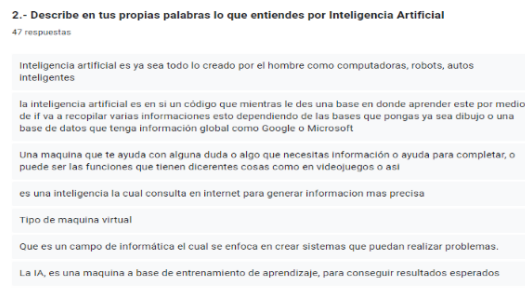 2.- Describe en tus propias palabras lo que entiendes por Inteligencia Artificial
47 respuestas
Inteligencia artificial es ya sea todo lo creado por el hombre como computadoras, robots, autos
inteligentes
la inteligencia artificial es en si un código que mientras le des una base en donde aprender este por medio
de if va a recopilar varias informaciones esto dependiendo de las bases que pongas ya sea dibujo o una
base de datos que tenga información global como Google o Microsoft
Una maquina que te ayuda con alguna duda o algo que necesitas información o ayuda para completar, o
puede ser las funciones que tienen dicerentes cosas como en videojuegos o asi
es una inteligencia la cual consulta en internet para generar informacion mas precisa
Tipo de maquina virtual
Que es un campo de informática el cual se enfoca en crear sistemas que puedan realizar problemas.
La IA, es una maquina a base de entrenamiento de aprendizaje, para conseguir resultados esperados